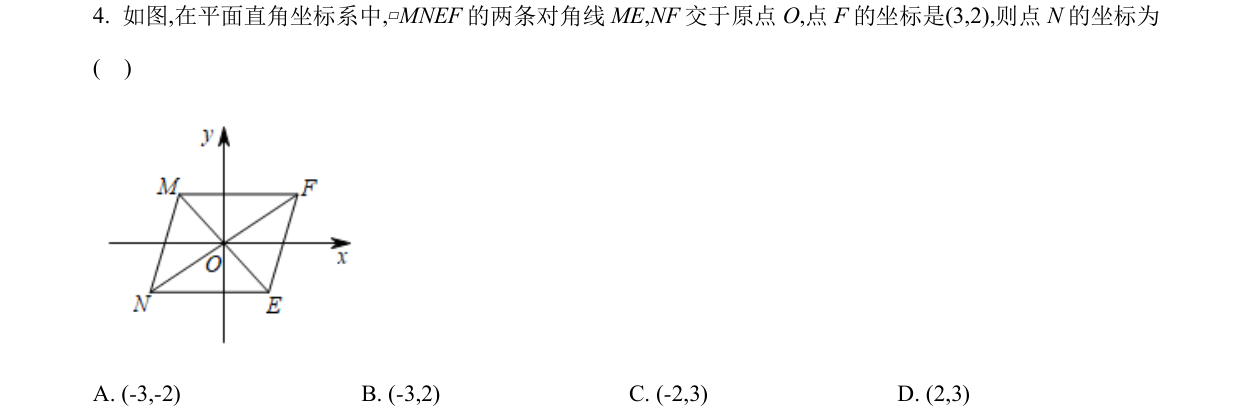 4. 如图,在平面直角坐标系中,▱MNEF 的两条对角线 ME,NF 交于原点 O,点 F 的坐标是(3,2),则点 N 的坐标为
( )
y
M
F
O
x
N
E
A. (-3,-2) B. (-3,2) C. (-2,3) D. (2,3)